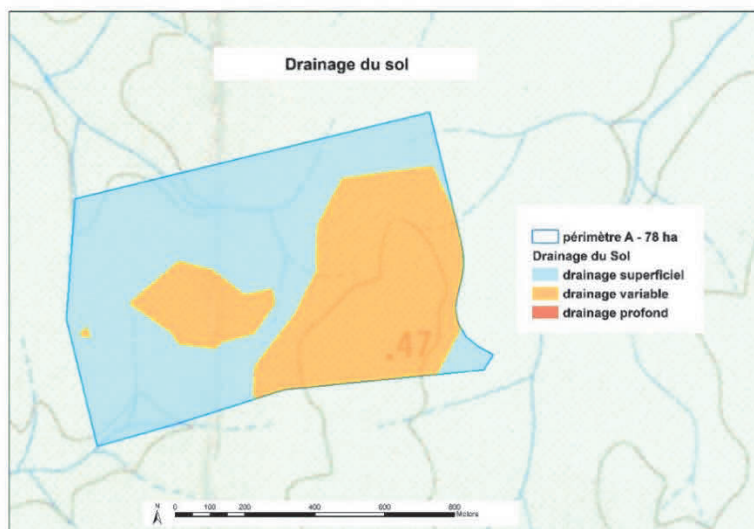 Drainage du sol
périmètre A - 78 ha
Drainage du Sol
drainage superficiel
drainage variable
drainage profond
.47
N
0 100 200 400 600 800
Meters